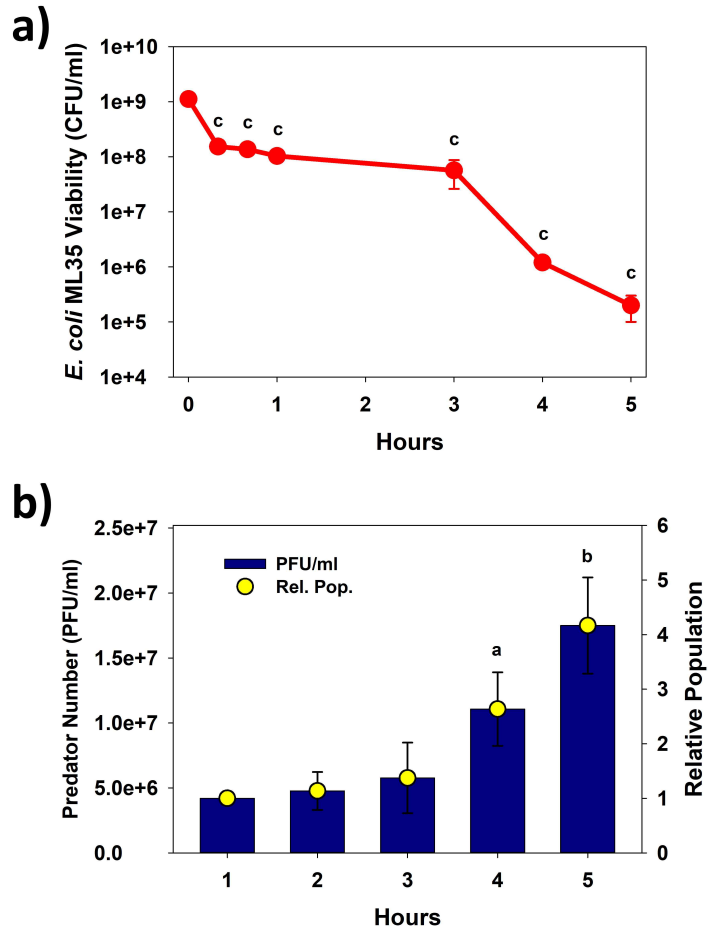 a)
E. coli ML35 Viability (CFU/ml)
1e+10
1e+9
1e+8
1e+7
1e+6
1e+5
1e+4
c
c
c
c
c
c
0
1
2
3
4
5
Hours
b)
Predator Number (PFU/ml)
2.5e+7
2.0e+7
1.5e+7
1.0e+7
5.0e+6
0.0
PFU/ml
Rel. Pop.
a
b
6
5
4
3
2
1
0
Relative Population
1
2
3
4
5
Hours